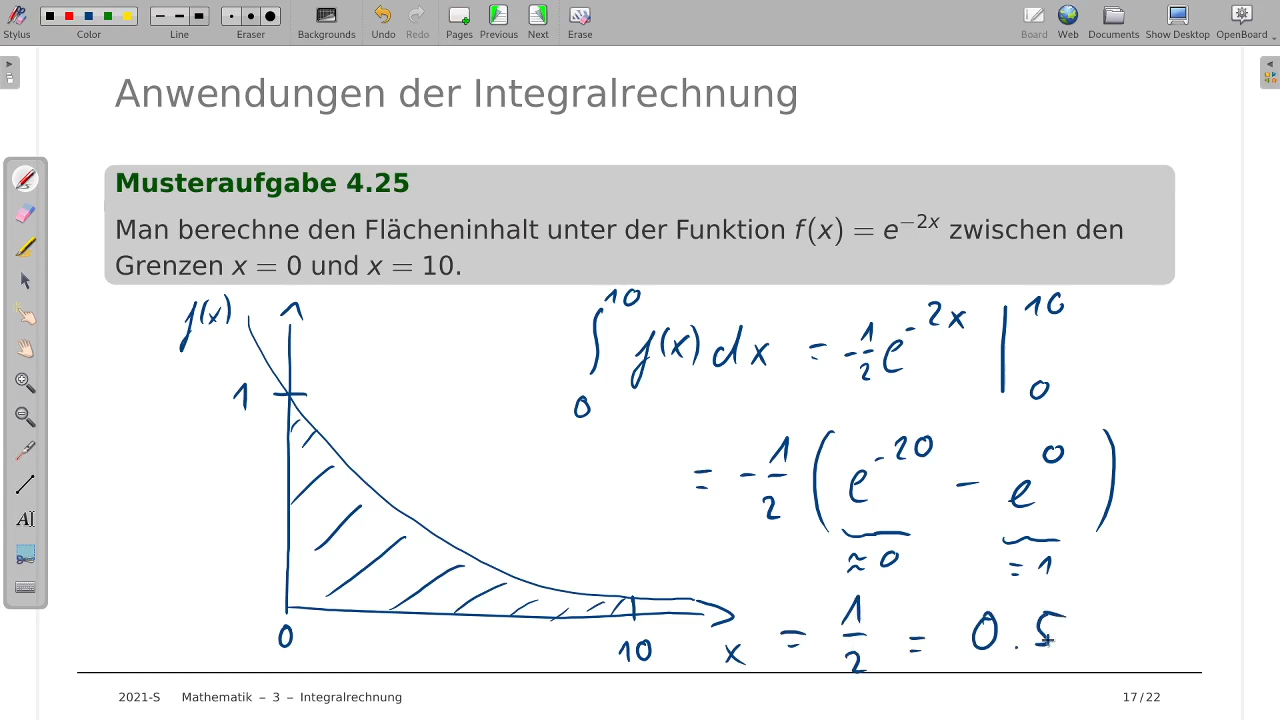 Stylus Color Line Eraser Backgrounds Undo Redo Pages Previous Next Erase Board Web Documents Show Desktop OpenBoard
Anwendungen der Integralrechnung
Musteraufgabe 4.25
Man berechne den Flächeninhalt unter der Funktion f(x) = e^{−2x} zwischen den
Grenzen x = 0 und x = 10.
f(x)
1
0
10
x
∫_0^{10} f(x) dx = -\frac{1}{2} e^{-2x} |_0^{10}
= -\frac{1}{2} ( e^{-20} - e^0 )
≈ 0 = 1
= \frac{1}{2} = 0.5
2021-S Mathematik – 3 – Integralrechnung 17/22